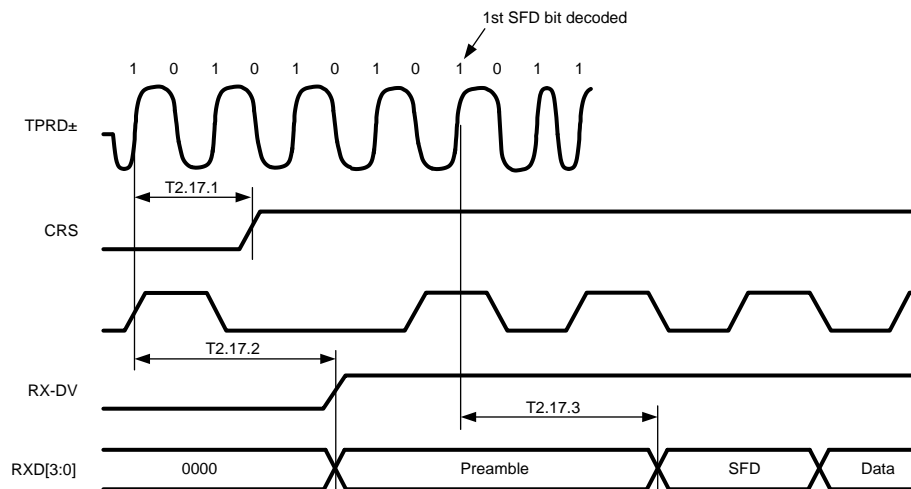 1st SFD bit decoded
1 0 1 0 1 0 1 0 1 0 1 1
TPRD±
T2.17.1
CRS
T2.17.2
RX-DV
T2.17.3
RXD[3:0] 0000 Preamble SFD Data